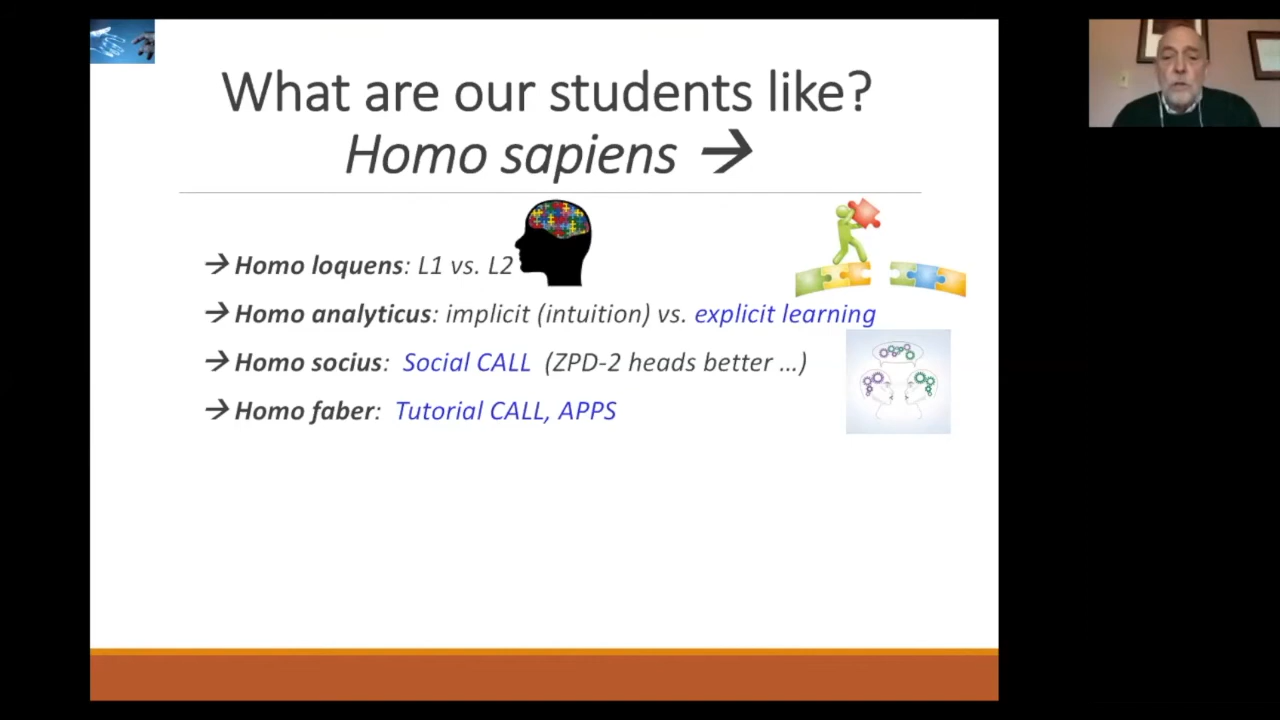 What are our students like?
Homo sapiens →
→ Homo loquens: L1 vs. L2
→ Homo analyticus: implicit (intuition) vs. explicit learning
→ Homo socius: Social CALL (ZPD-2 heads better ...)
→ Homo faber: Tutorial CALL, APPS